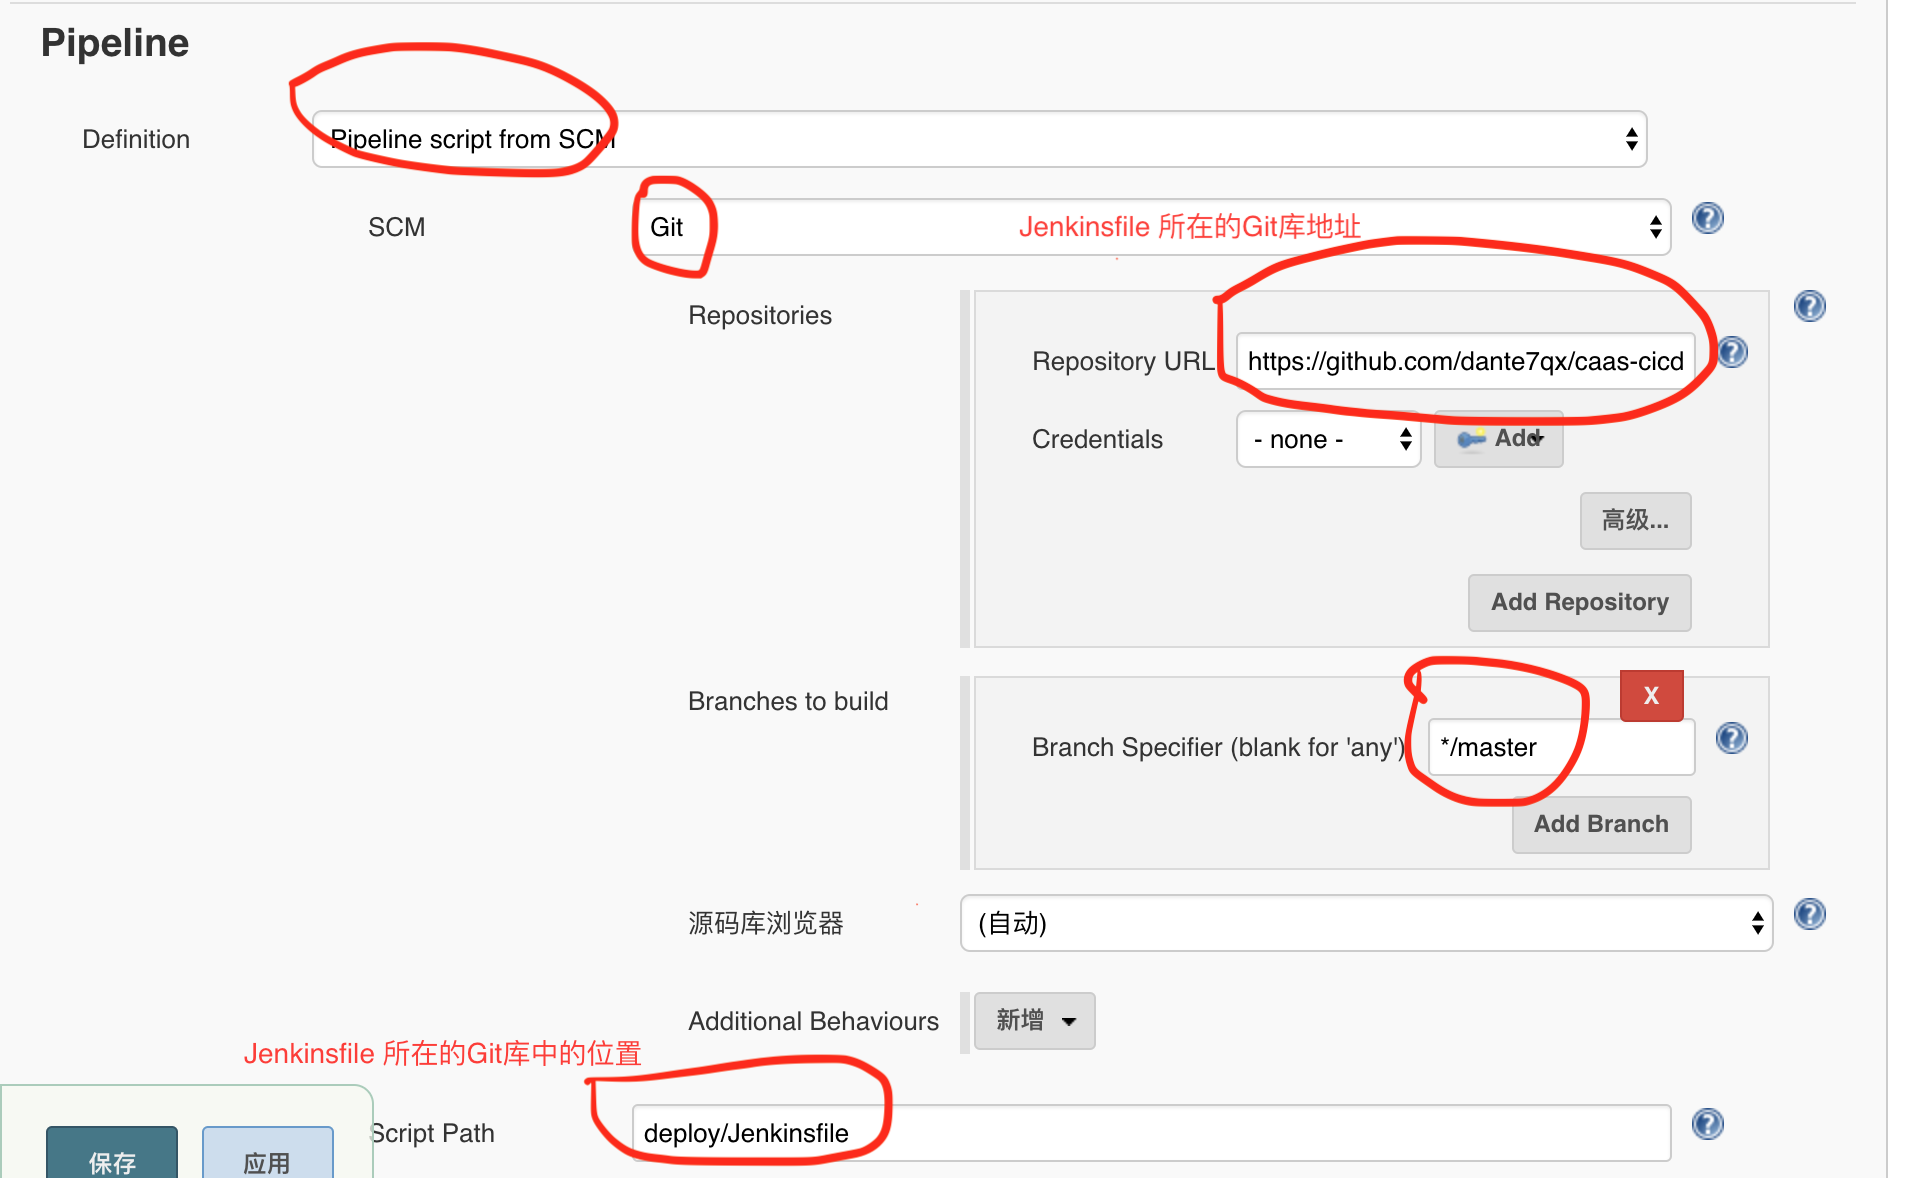 Pipeline
Definition
Pipeline script from SCM
SCM
Git
Jenkinsfile 所在的Git库地址
Repositories
Repository URL
https://github.com/dante7qx/caas-cicd
Credentials
- none -
Add
高级...
Add Repository
Branches to build
X
Branch Specifier (blank for 'any')
*/master
Add Branch
源码库浏览器
(自动)
Additional Behaviours
新增
Jenkinsfile 所在的Git库中的位置
Script Path
deploy/Jenkinsfile
保存
应用